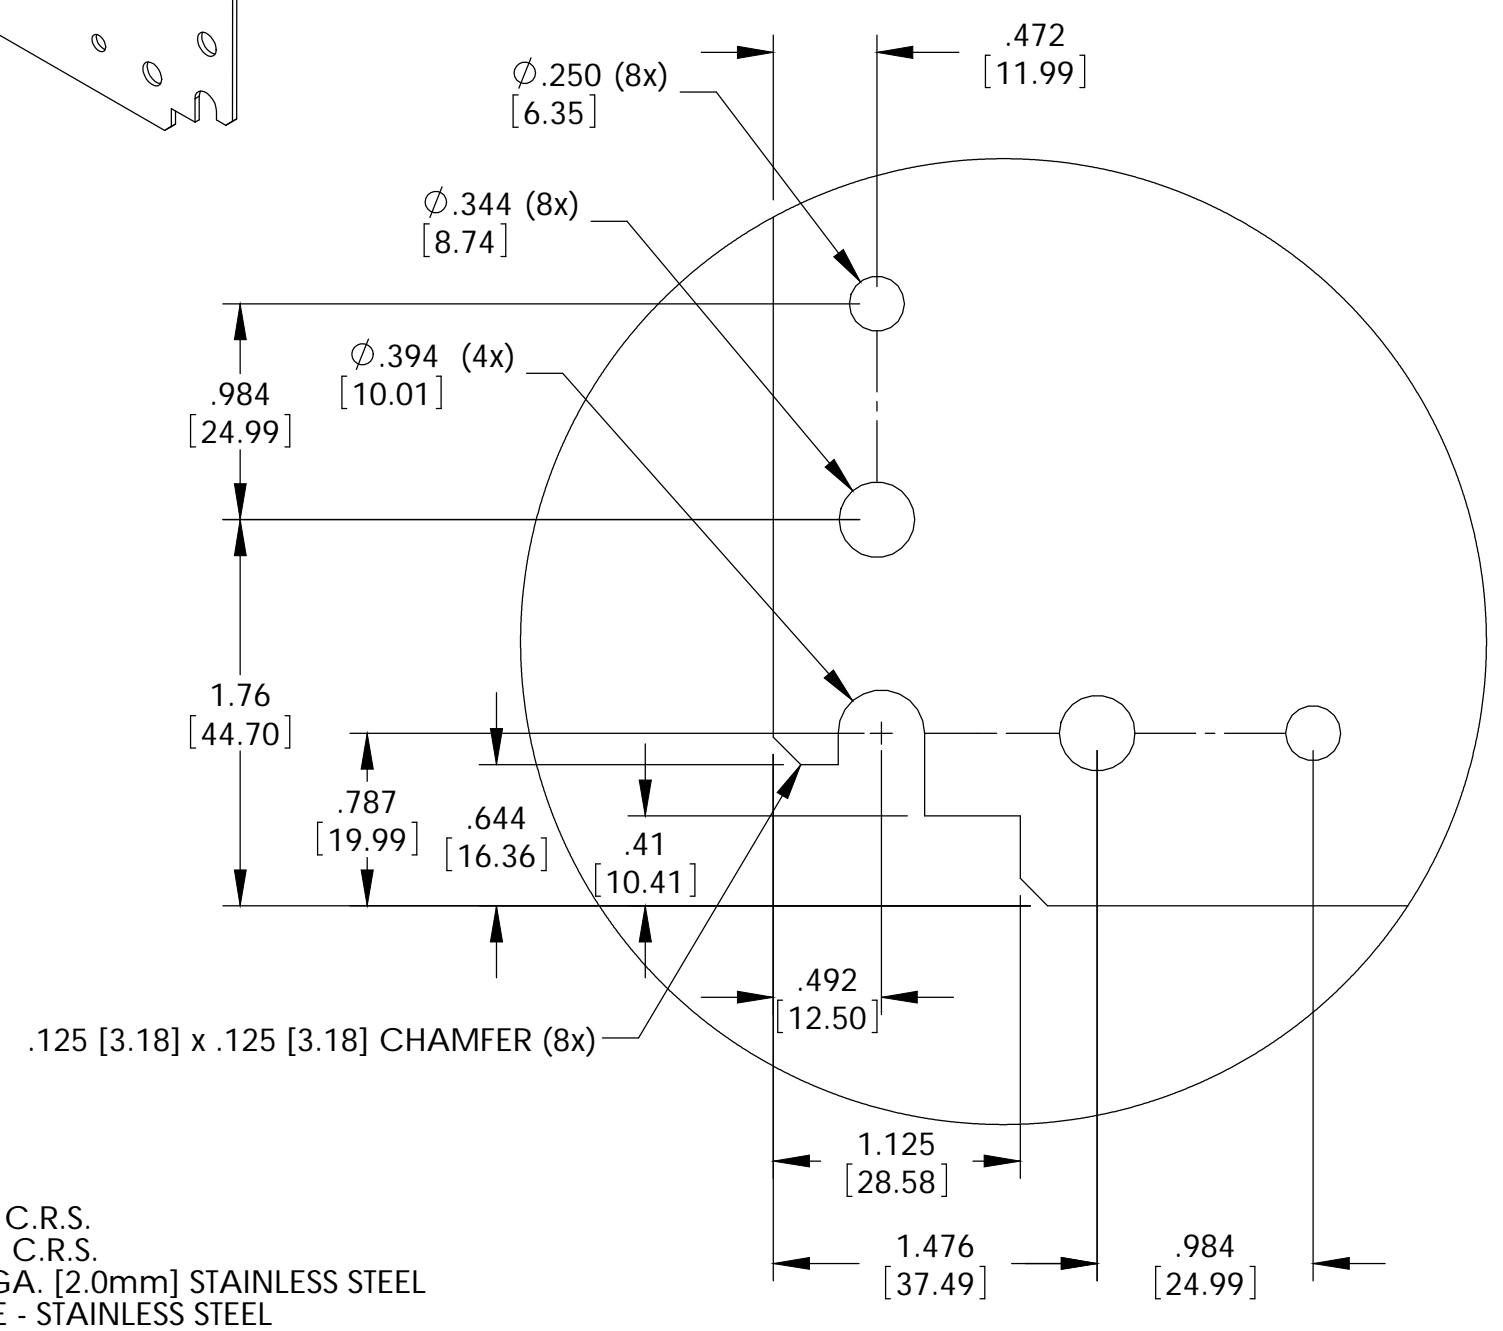 .472
[11.99]
⌀.250 (8x)
[6.35]
⌀.344 (8x)
[8.74]
⌀.394 (4x)
[10.01]
.984
[24.99]
1.76
[44.70]
.787
[19.99]
.644
[16.36]
.41
[10.41]
.492
[12.50]
.125 [3.18] x .125 [3.18] CHAMFER (8x)
1.125
[28.58]
1.476
[37.49]
.984
[24.99]
C.R.S.
C.R.S.
GA. [2.0mm] STAINLESS STEEL
- STAINLESS STEEL